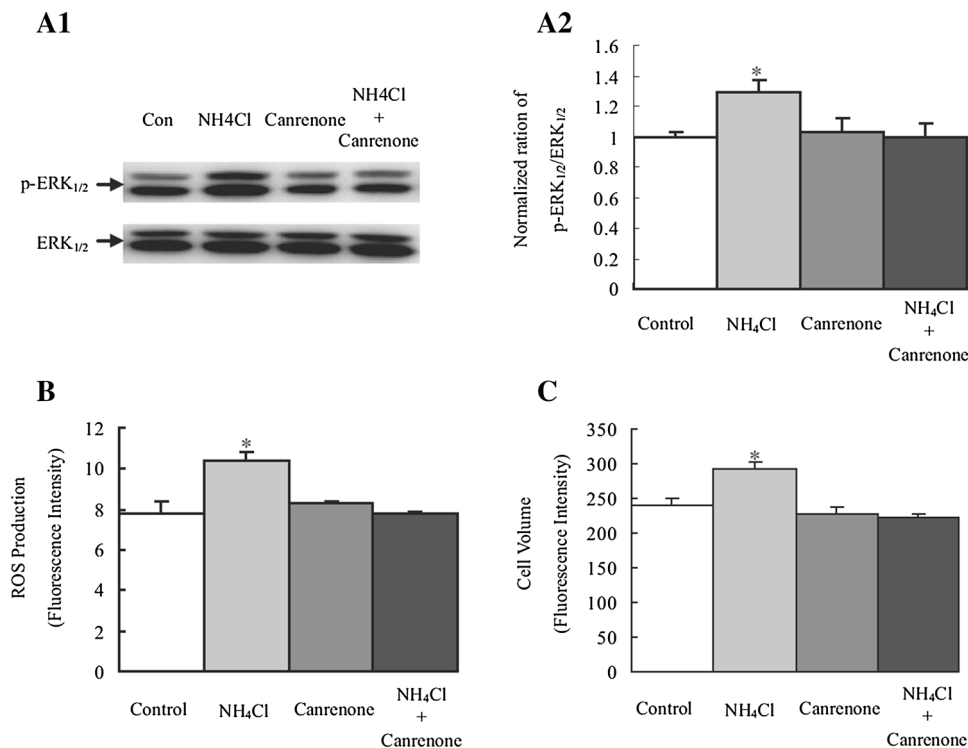 A1
Con NH4Cl Canrenone NH4Cl
+
Canrenone
p-ERK1/2
ERK1/2
A2
Normalized ration of
p-ERK1/2/ERK1/2
1.6
1.4
1.2
1
0.8
0.6
0.4
0.2
0
*
Control NH4Cl Canrenone NH4Cl
+
Canrenone
B
ROS Production
(Fluorescence Intensity)
12
10
8
6
4
2
0
*
Control NH4Cl Canrenone NH4Cl
+
Canrenone
C
Cell Volume
(Fluorescence Intensity)
350
300
250
200
150
100
50
0
*
Control NH4Cl Canrenone NH4Cl
+
Canrenone